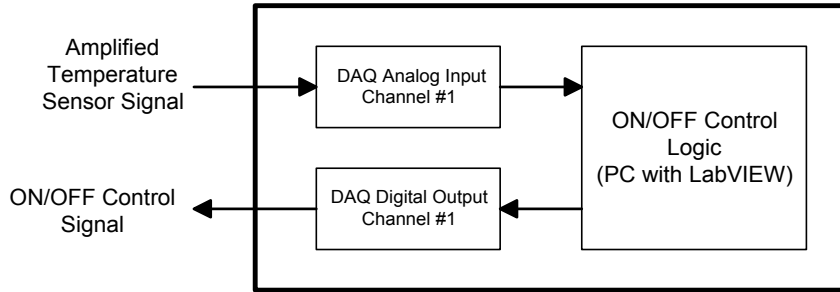 Amplified
Temperature
Sensor Signal
DAQ Analog Input
Channel #1
ON/OFF Control
Logic
(PC with LabVIEW)
ON/OFF Control
Signal
DAQ Digital Output
Channel #1